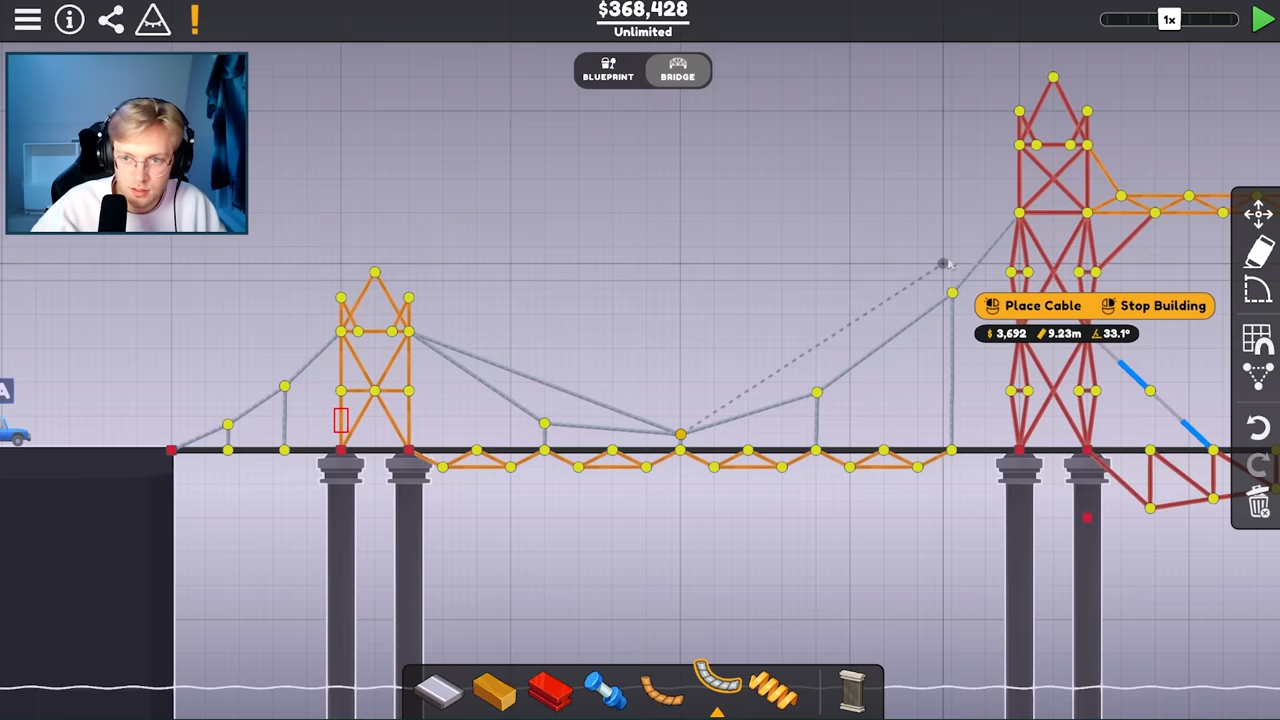 $368,428
Unlimited
1x
BLUEPRINT
BRIDGE
Place Cable
Stop Building
$ 3,692 9.23m 33.1°
A